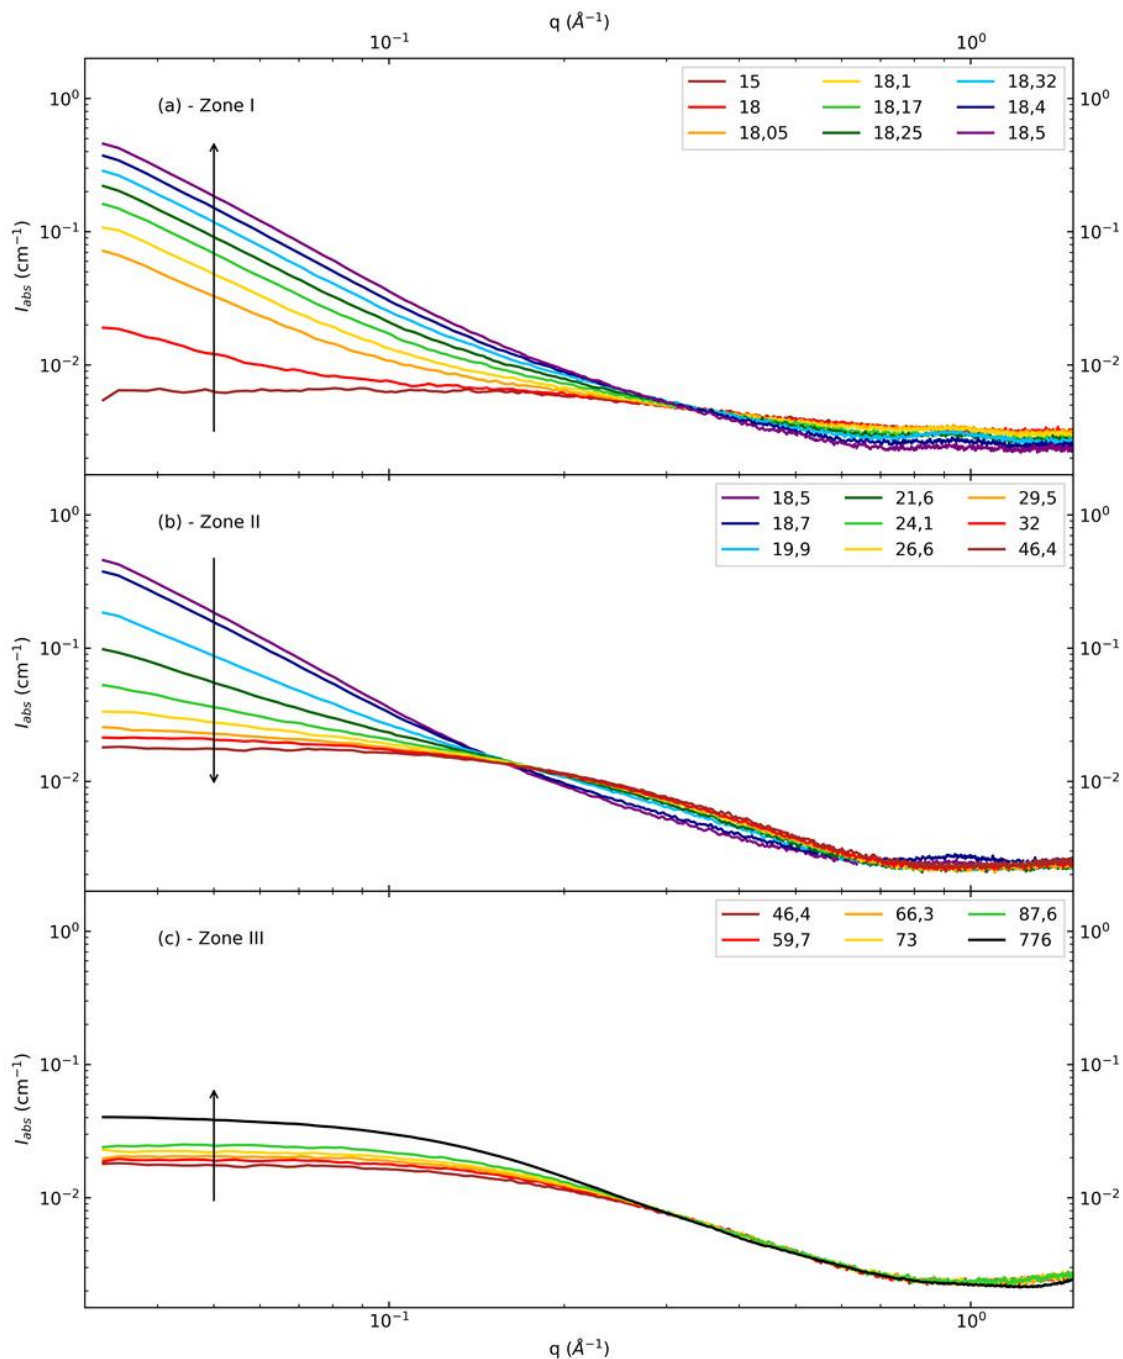 q (Å⁻¹)
10⁻¹ 10⁰
(a) - Zone I
15 18,1 18,32
18 18,17 18,4
18,05 18,25 18,5
10⁰ 10⁰
10⁻¹ 10⁻¹
10⁻² 10⁻²
I_abs (cm⁻¹)
(b) - Zone II
18,5 21,6 29,5
18,7 24,1 32
19,9 26,6 46,4
10⁰ 10⁰
10⁻¹ 10⁻¹
10⁻² 10⁻²
I_abs (cm⁻¹)
(c) - Zone III
46,4 66,3 87,6
59,7 73 776
10⁰ 10⁰
10⁻¹ 10⁻¹
10⁻² 10⁻²
I_abs (cm⁻¹)
10⁻¹ 10⁰
q (Å⁻¹)